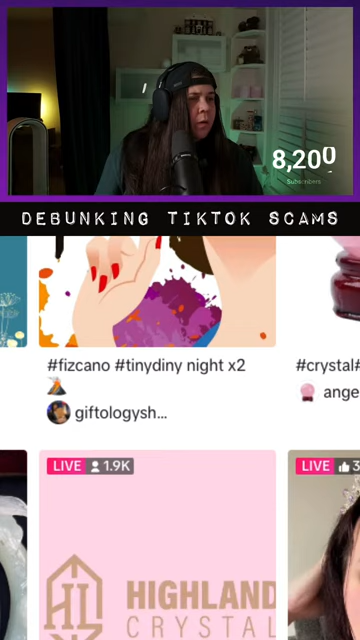 8,200
Subscribers
DEBUNKING TIKTOK SCAMS
#fizcano #tinydiny night x2
🌋
giftologysh...
#crystal#
ange
LIVE 1.9K
LIVE 3
HIGHLAND
CRYSTAL